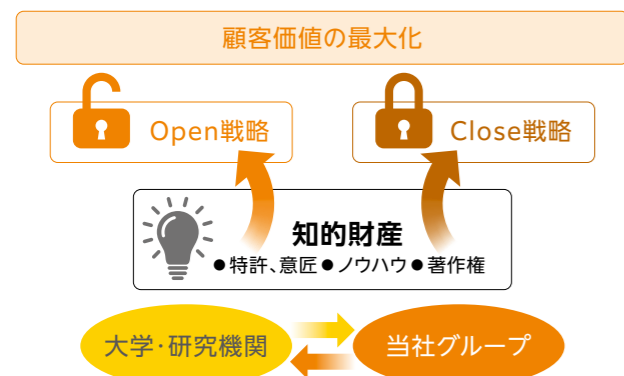 顧客価値の最大化
Open戦略
Close戦略
知的財産
●特許、意匠●ノウハウ●著作権
大学・研究機関
当社グループ